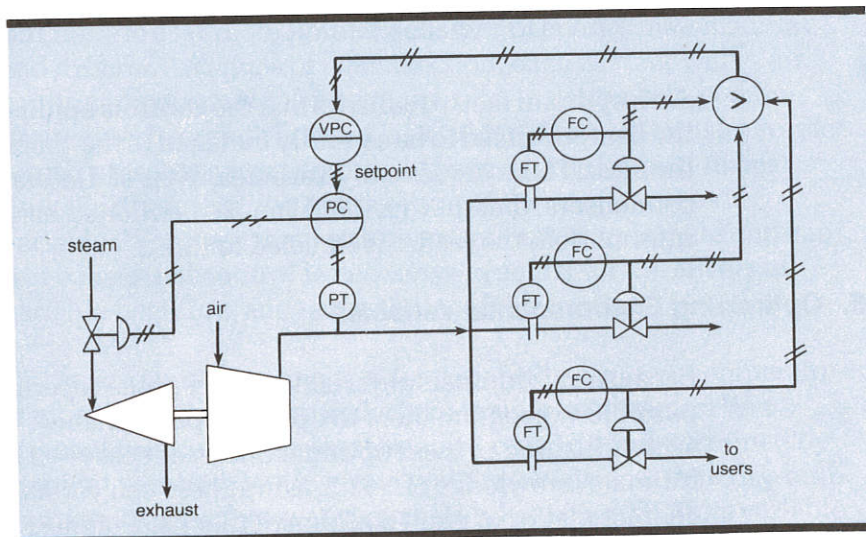 >
VPC
FC
setpoint
FT
PC
steam
FC
air
PT
FT
FC
FT
to
users
exhaust